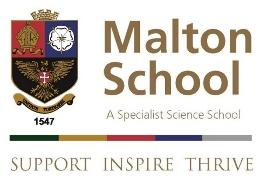 Malton
School
A Specialist Science School
1547
SUPPORT INSPIRE THRIVE